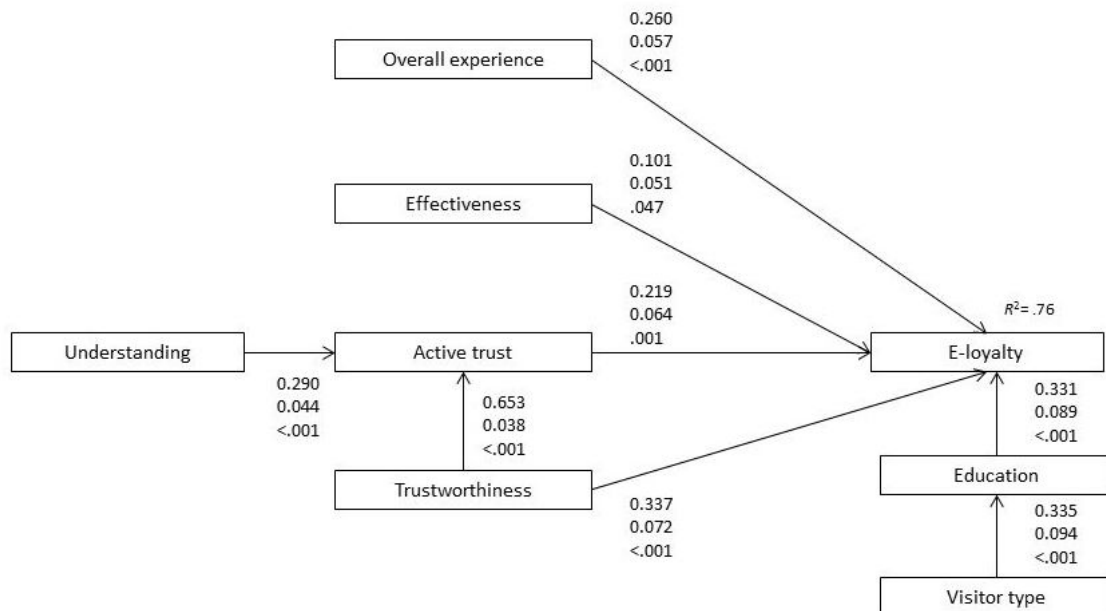 0.260
0.057
<.001
Overall experience
0.101
0.051
.047
Effectiveness
0.219
0.064
.001
R²= .76
Understanding
Active trust
E-loyalty
0.290
0.044
<.001
0.653
0.038
<.001
0.331
0.089
<.001
Trustworthiness
Education
0.337
0.072
<.001
0.335
0.094
<.001
Visitor type